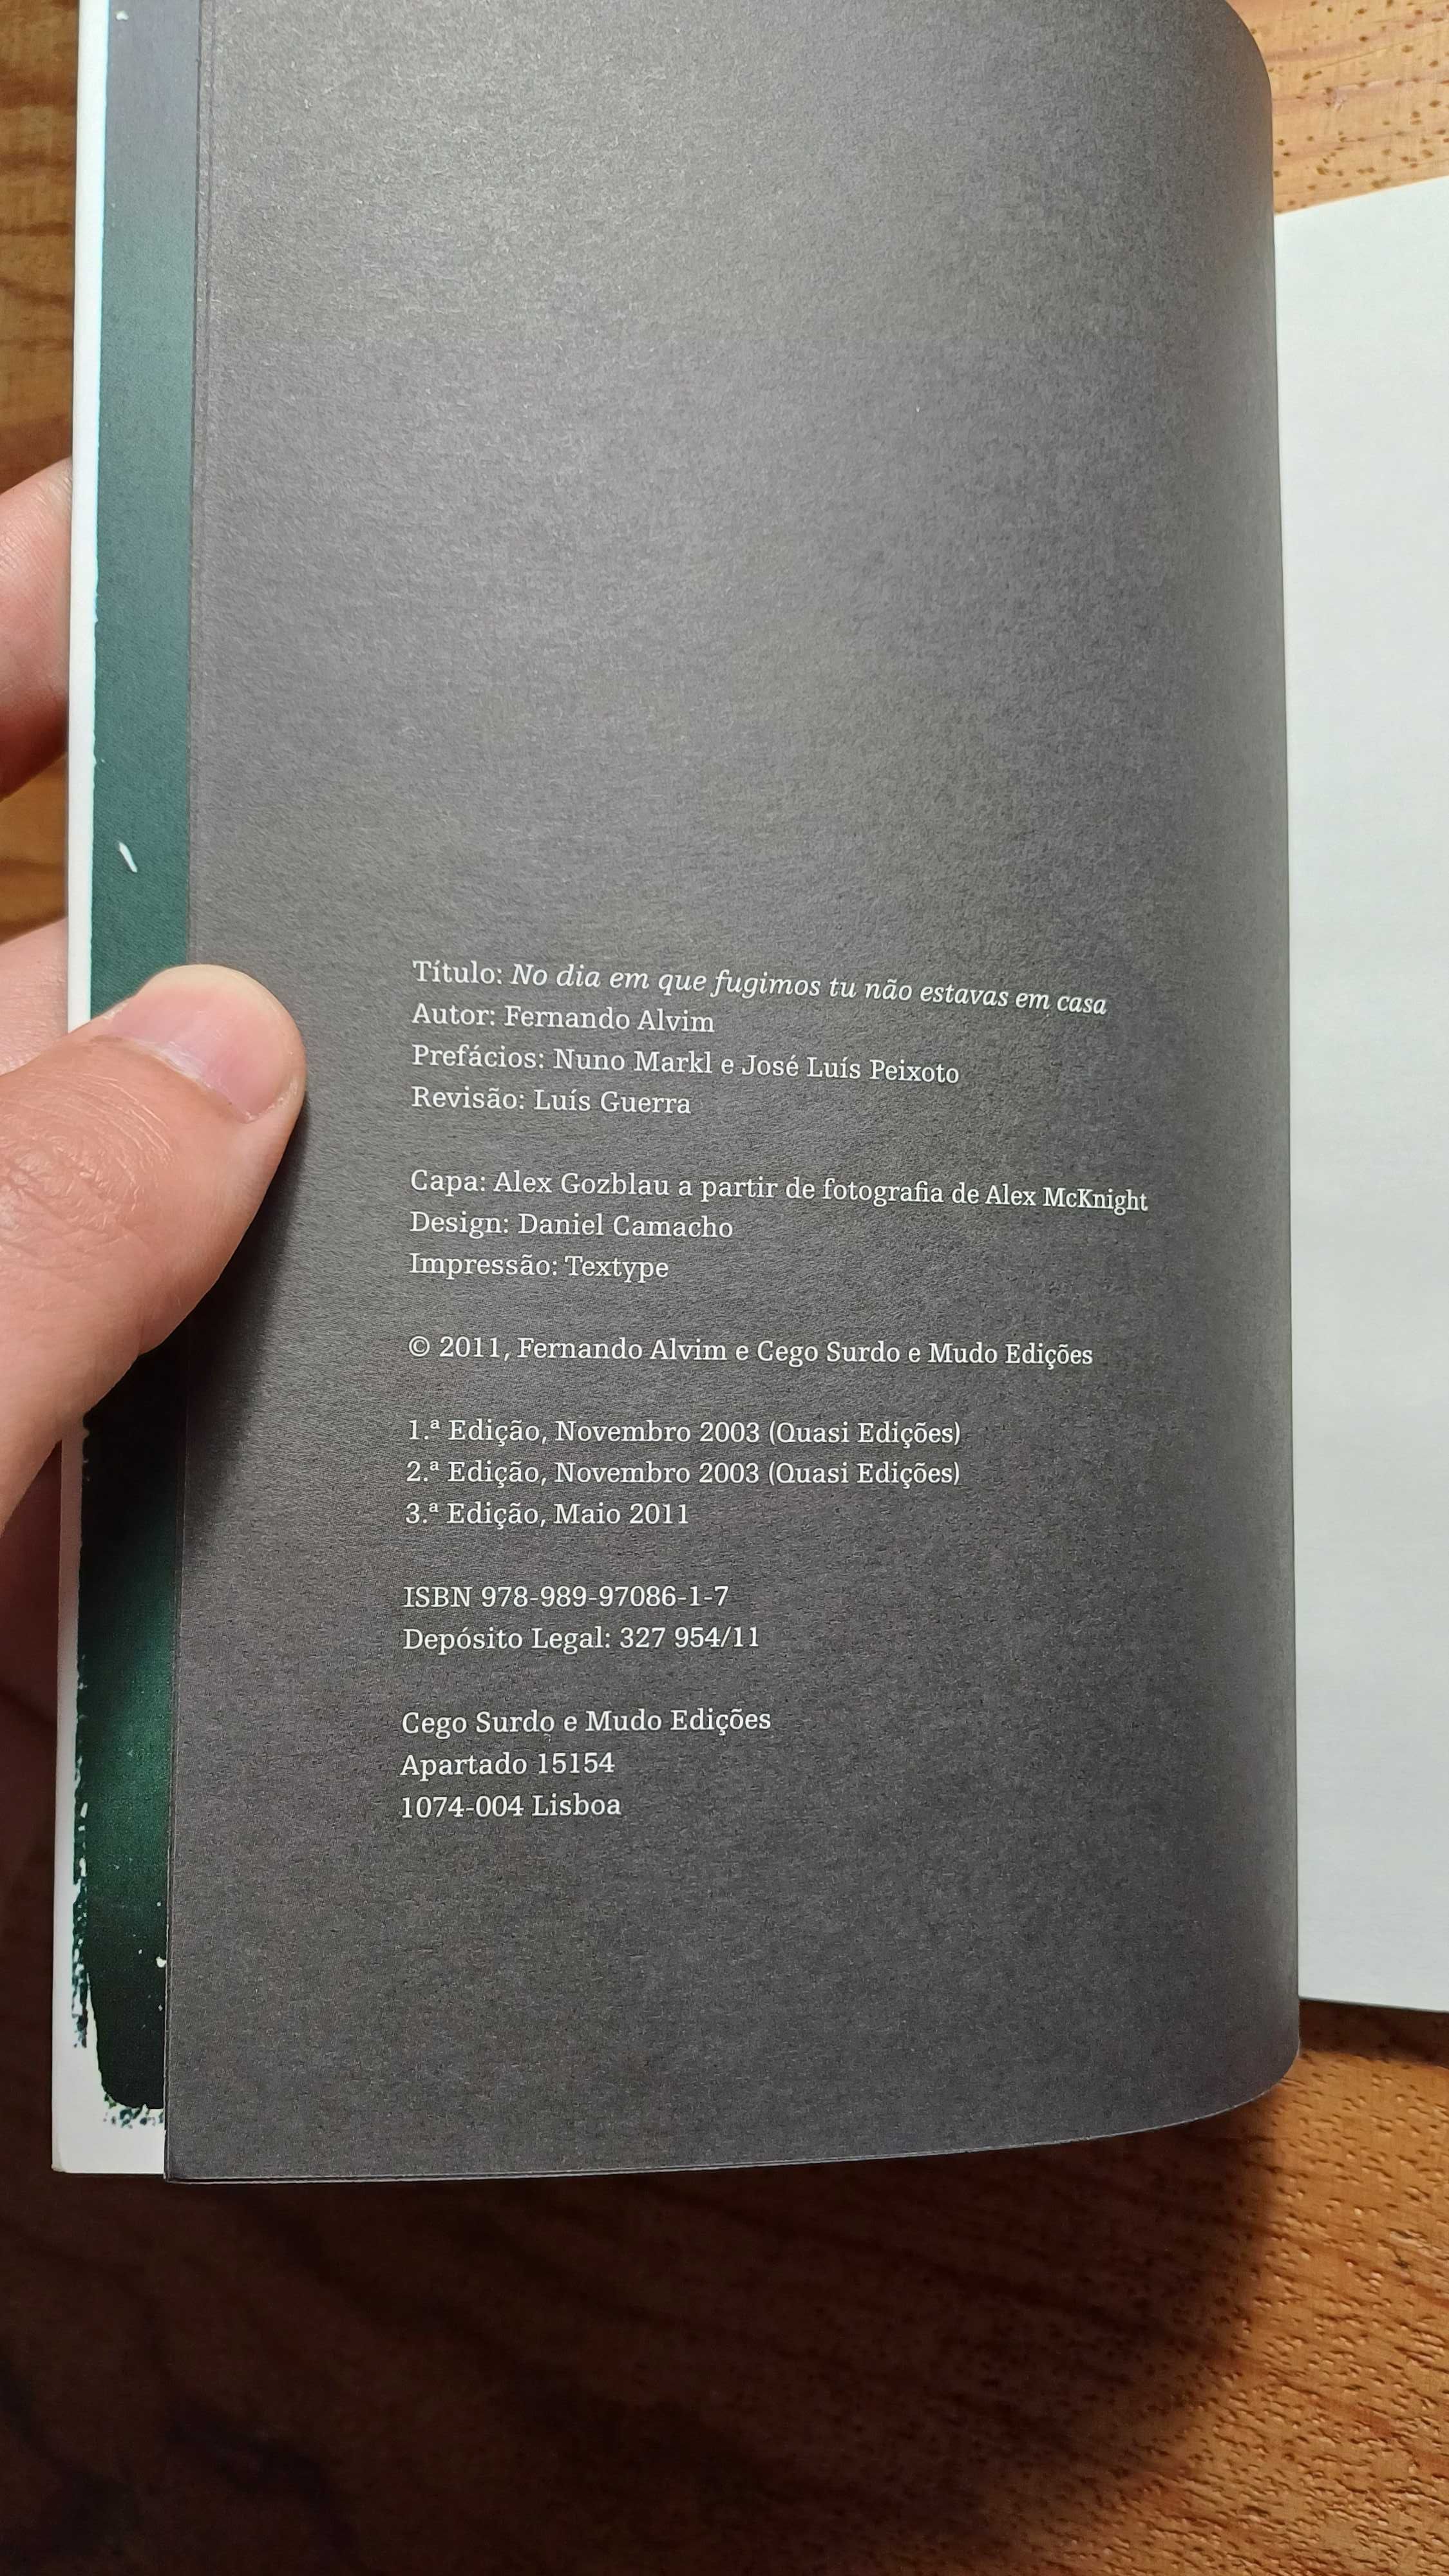 Título: No dia em que fugimos tu não estavas em casa
Autor: Fernando Alvim
Prefácios: Nuno Markl e José Luís Peixoto
Revisão: Luís Guerra
Capa: Alex Gozblau a partir de fotografia de Alex McKnight
Design: Daniel Camacho
Impressão: Textype
© 2011, Fernando Alvim e Cego Surdo e Mudo Edições
1.ª Edição, Novembro 2003 (Quasi Edições)
2.ª Edição, Novembro 2003 (Quasi Edições)
3.ª Edição, Maio 2011
ISBN 978-989-97086-1-7
Depósito Legal: 327 954/11
Cego Surdo e Mudo Edições
Apartado 15154
1074-004 Lisboa